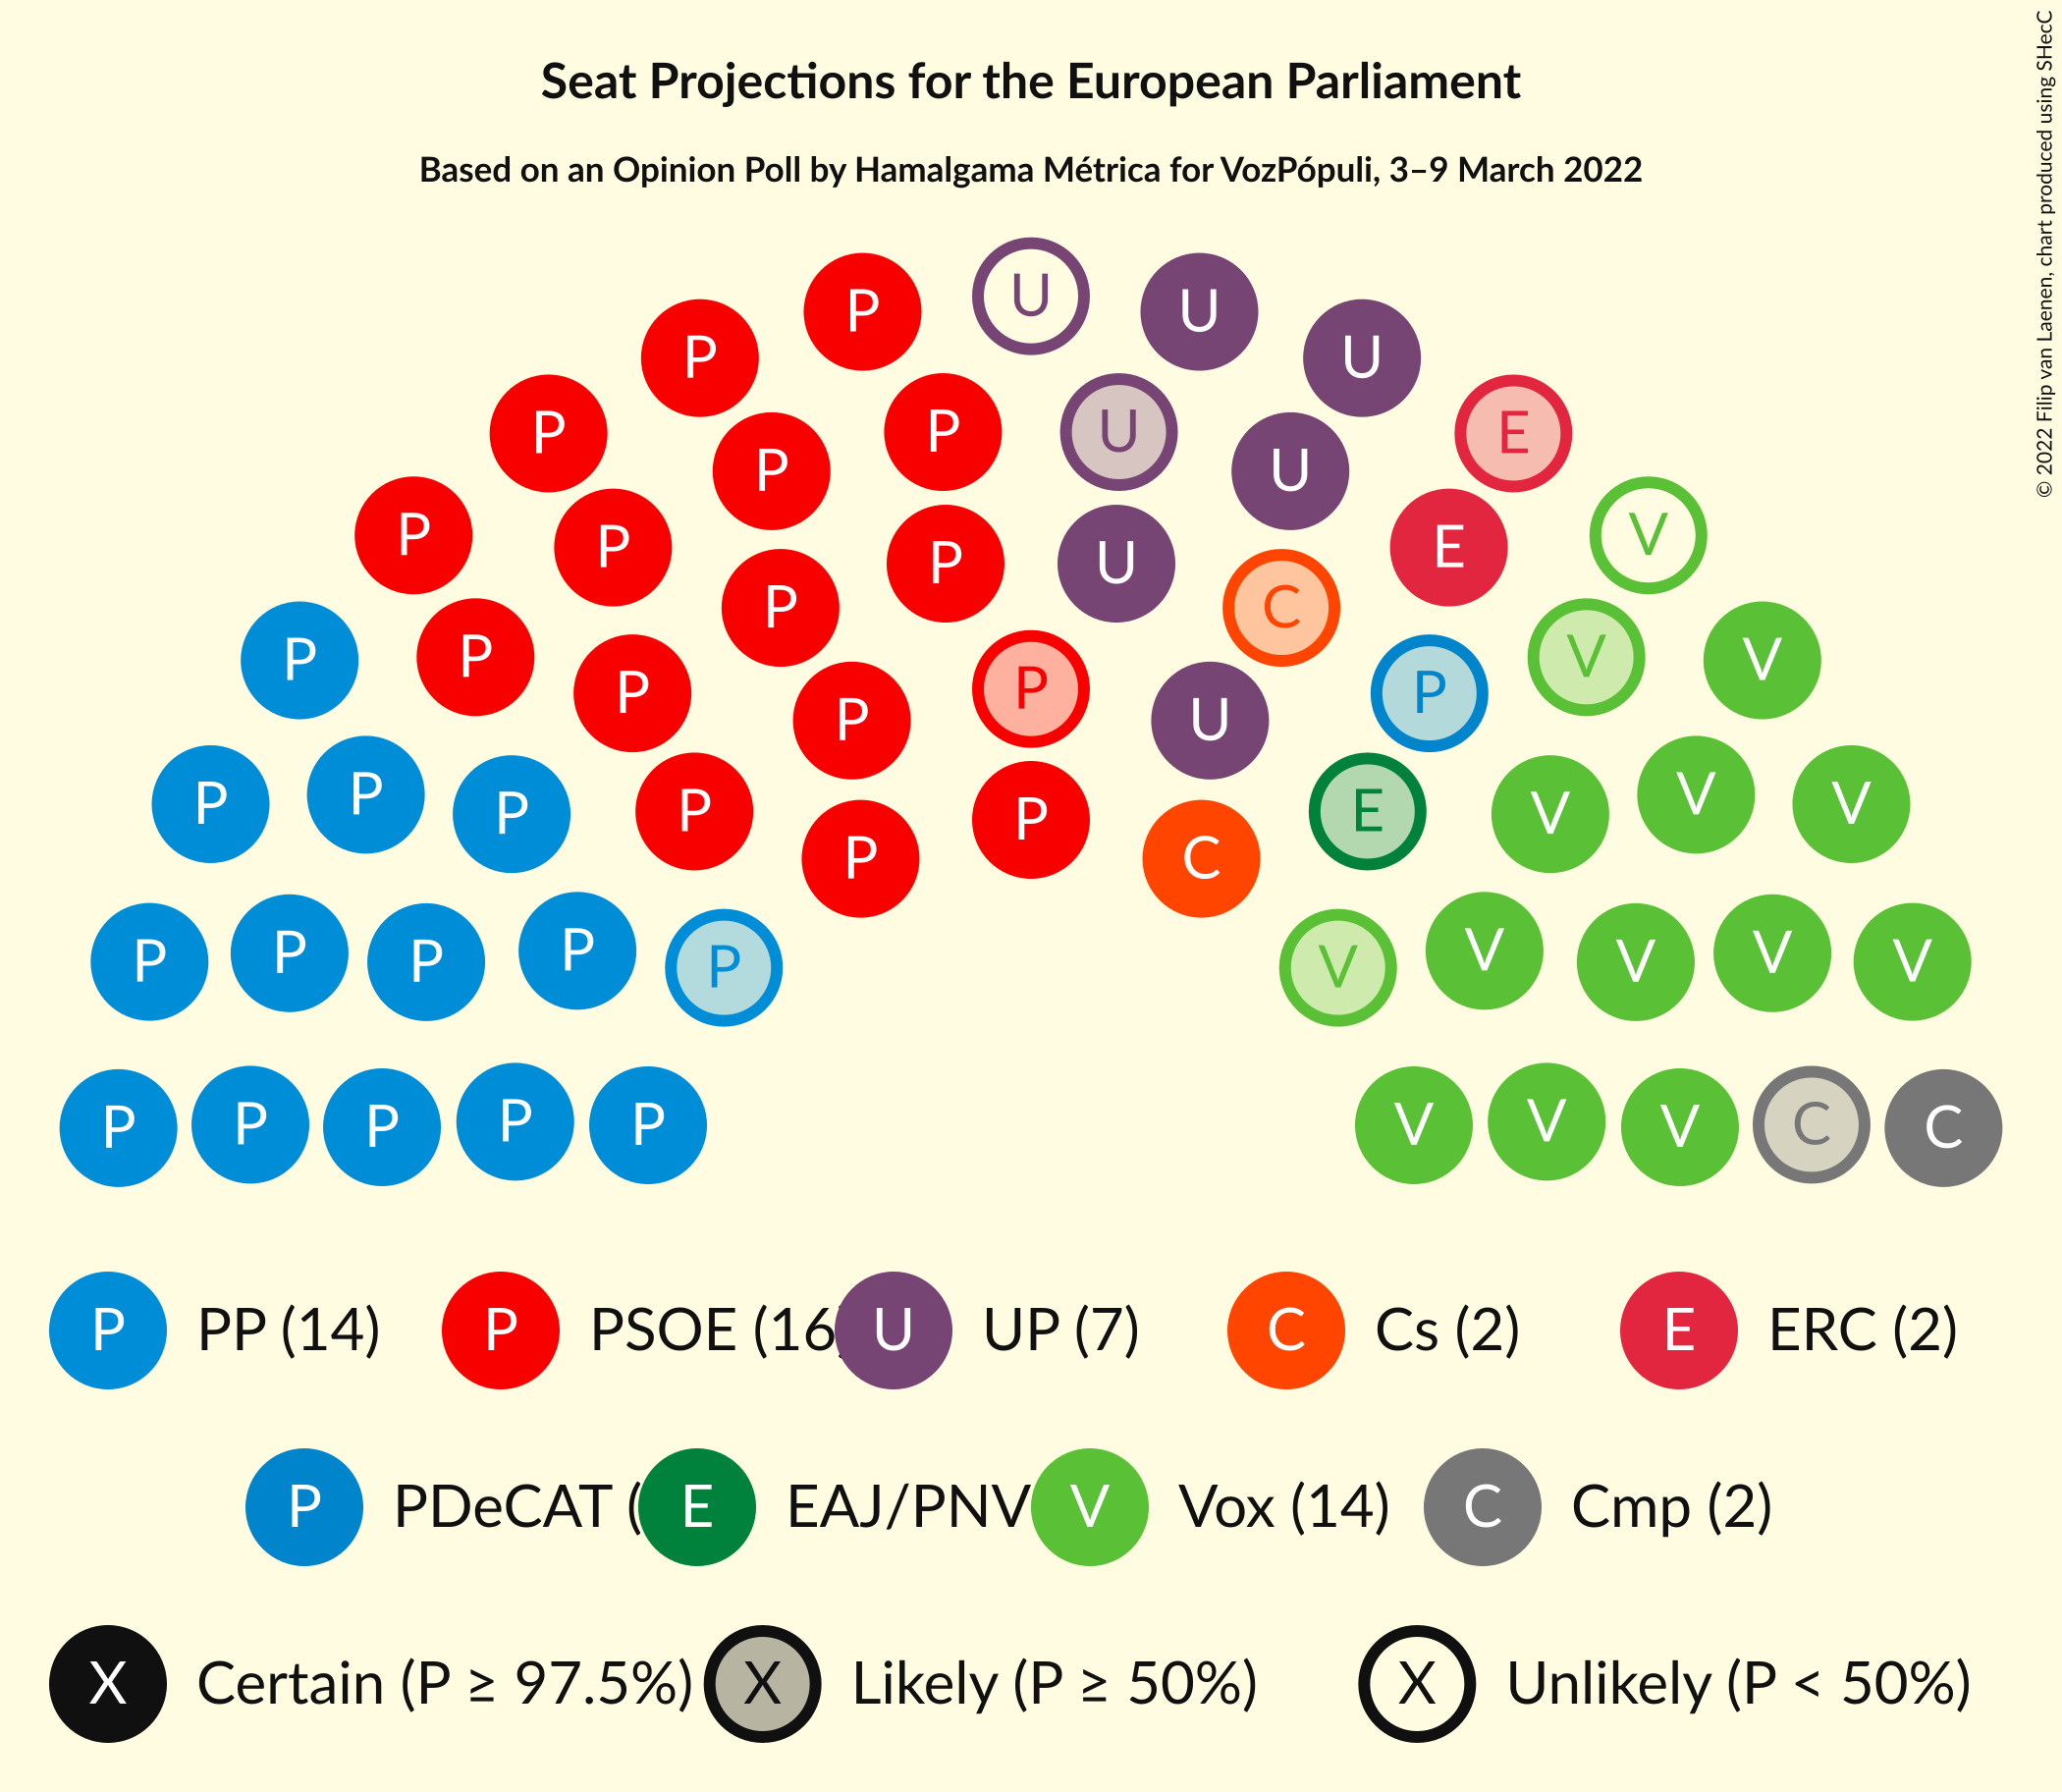 Seat Projections for the European Parliament
Based on an Opinion Poll by Hamalgama Métrica for VozPópuli, 3–9 March 2022
© 2022 Filip van Laenen, chart produced using SHecC
U
P U
P U
P P U E
P U
P V
P E
P U
P C
P P V V
P P P
P U
P P P P P E V V V
P C
P P P P P V V V V V
P P P P P V V V C C
P PP (14) P PSOE (16 U UP (7) C Cs (2) E ERC (2)
P PDeCAT ( E EAJ/PNV V Vox (14) C Cmp (2)
X Certain (P ≥ 97.5%) X Likely (P ≥ 50%) X Unlikely (P < 50%)